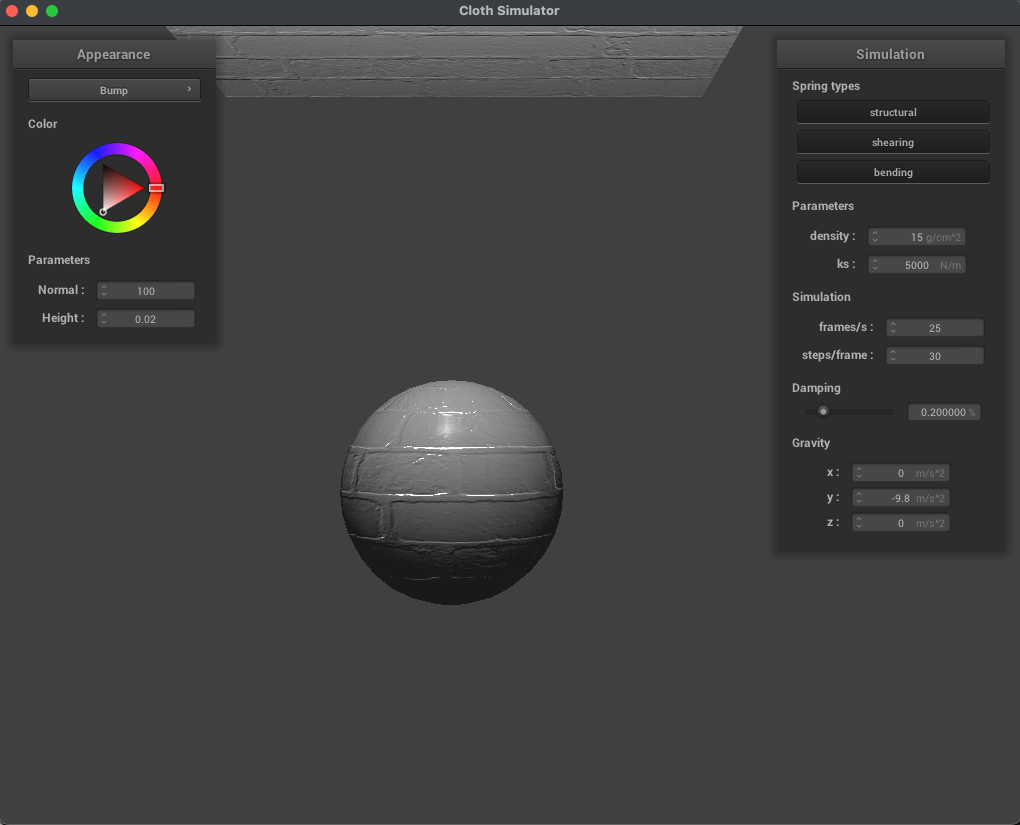 Cloth Simulator
Appearance
Bump
Color
Parameters
Normal : 100
Height : 0.02
Simulation
Spring types
structural
shearing
bending
Parameters
density : 15 g/cm^2
ks : 5000 N/m
Simulation
frames/s : 25
steps/frame : 30
Damping
0.200000 %
Gravity
x : 0 m/s^2
y : -9.8 m/s^2
z : 0 m/s^2